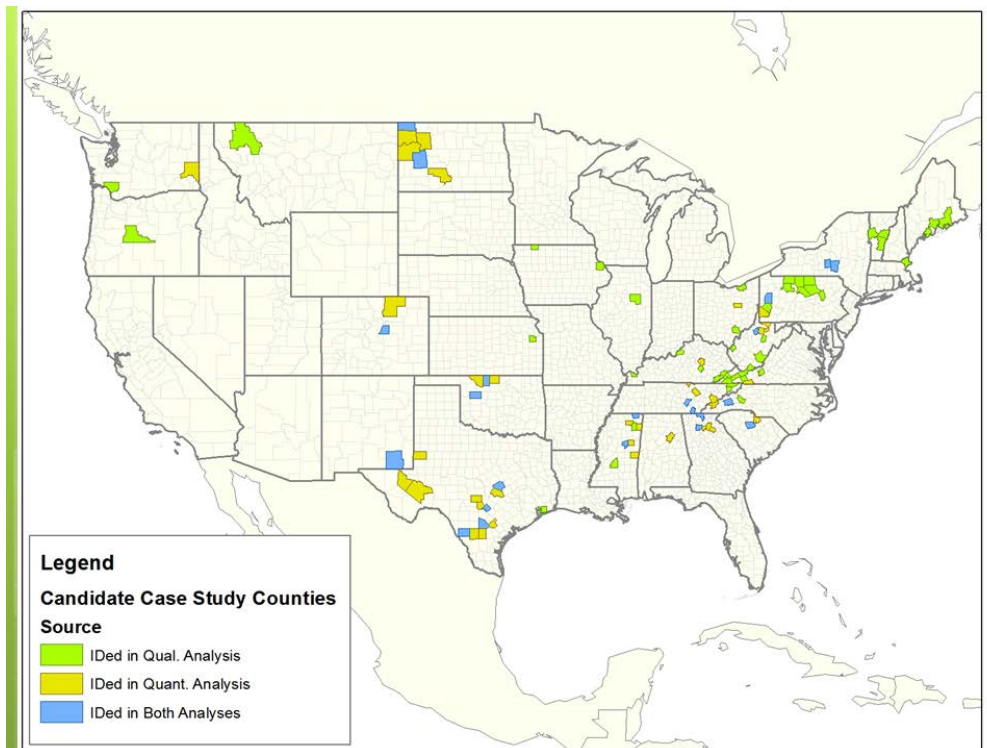 Legend
Candidate Case Study Counties
Source
IDed in Qual. Analysis
IDed in Quant. Analysis
IDed in Both Analyses